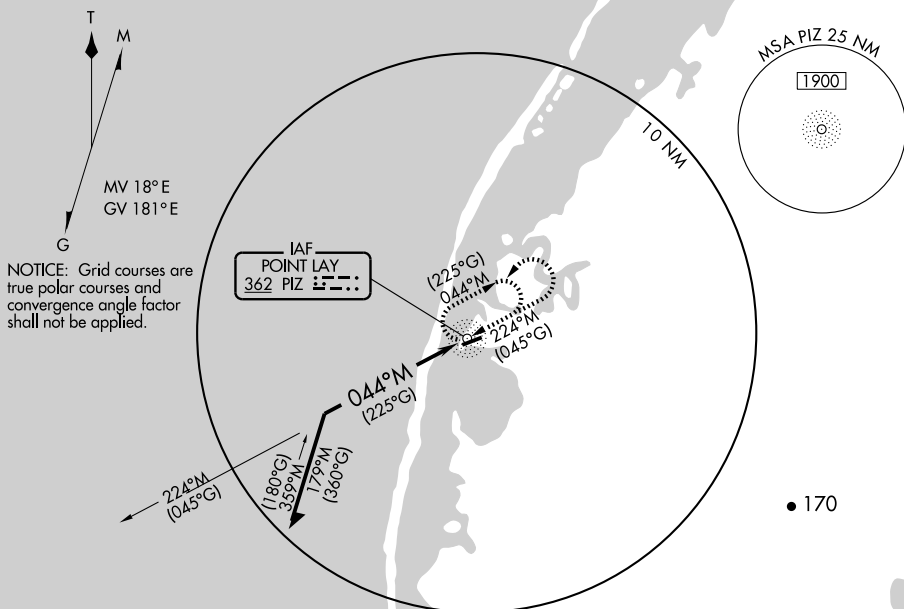 T
M
MV 18°E
GV 181°E
G
NOTICE: Grid courses are
true polar courses and
convergence angle factor
shall not be applied.
MSA PIZ 25 NM
1900
10 NM
IAF
POINT LAY
362 PIZ
(225°G)
044°M
224°M
(045°G)
044°M
(225°G)
224°M
(045°G)
(180°G)
359°M
179°M
(360°G)
170